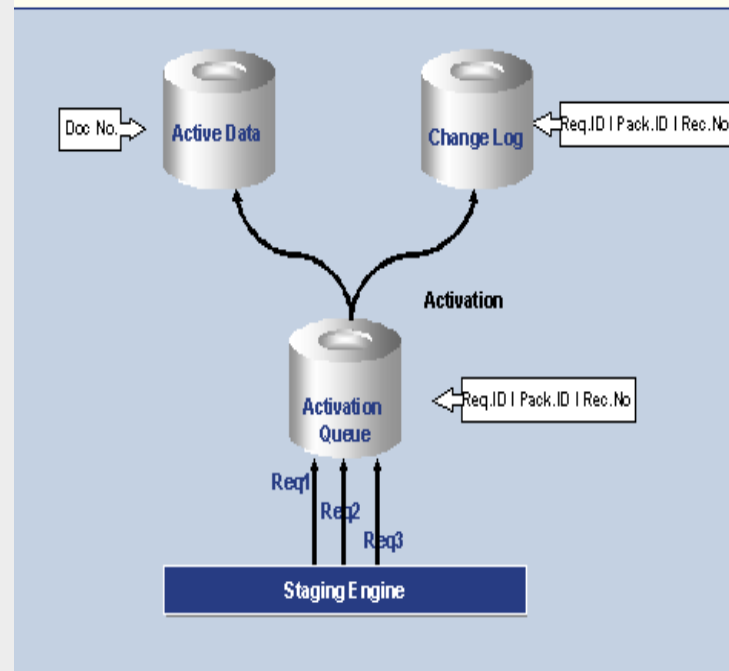 Doc No.
Active Data
Change Log
Req.ID I Pack.ID I Rec.No
Activation
Activation
Queue
Req.ID I Pack.ID I Rec.No
Req1
Req2
Req3
Staging Engine